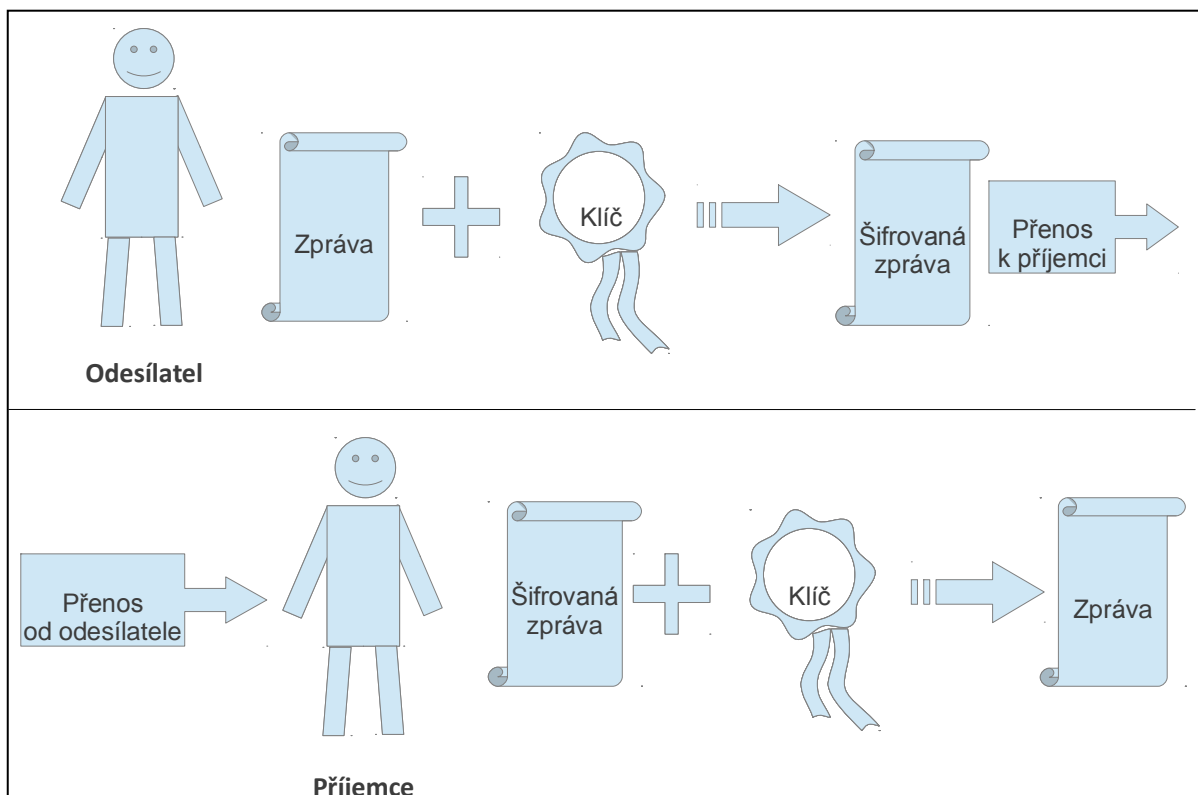 Zpráva
Klíč
Šifrovaná
zpráva
Přenos
k příjemci
Odesílatel
Přenos
od odesílatele
Šifrovaná
zpráva
Klíč
Zpráva
Příjemce